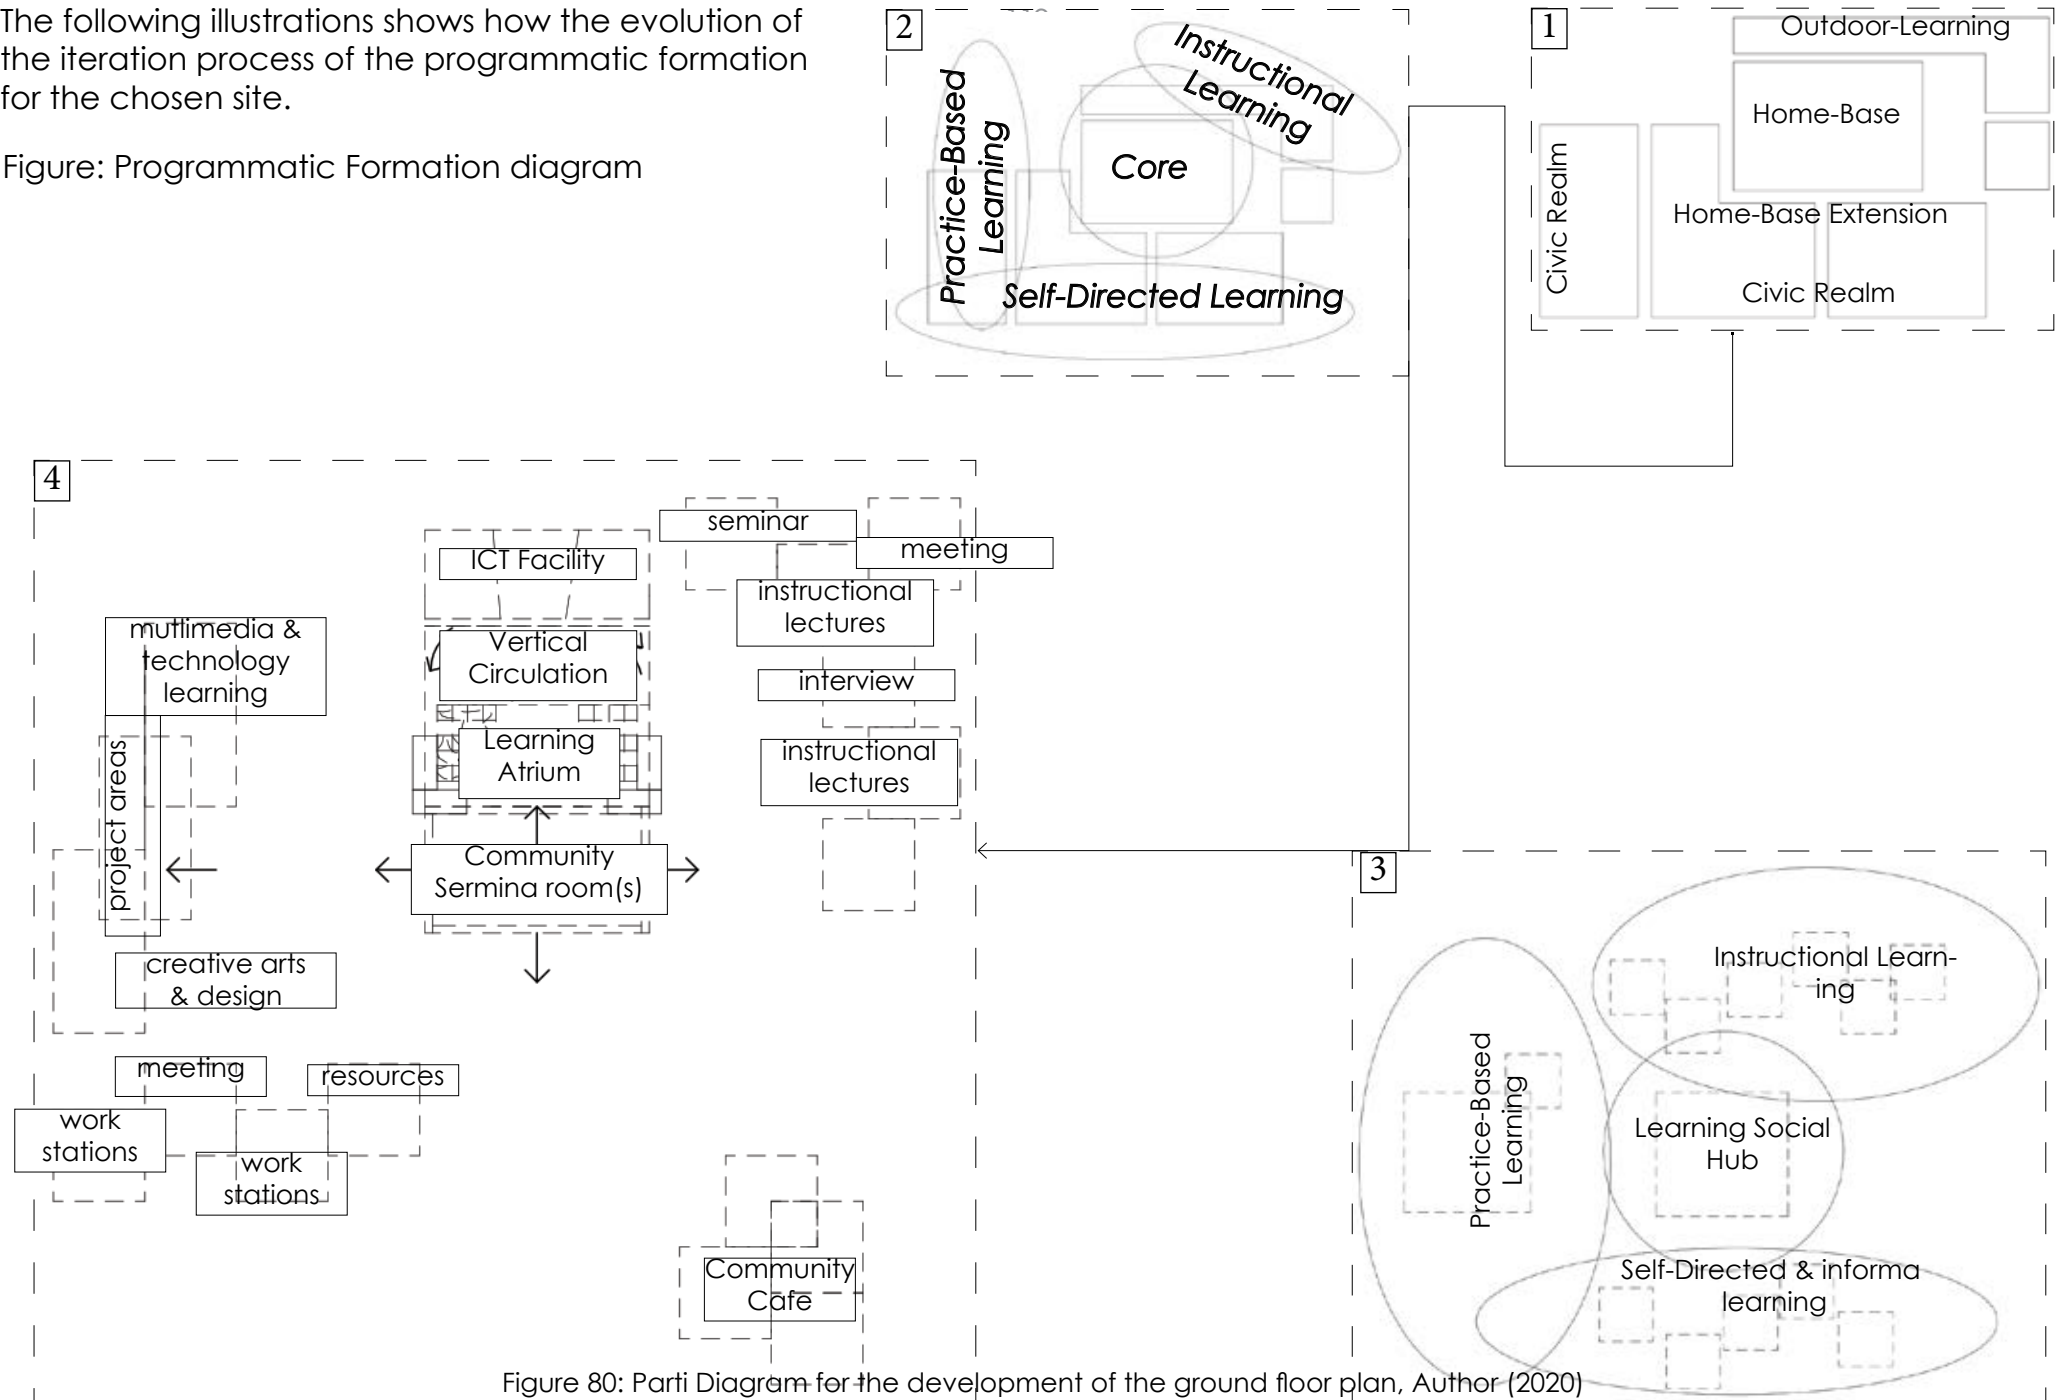 The following illustrations shows how the evolution of
the iteration process of the programmatic formation
for the chosen site.
Figure: Programmatic Formation diagram
2
Instructional
Learning
Practice-Based
Learning
Core
Self-Directed Learning
1
Outdoor-Learning
Home-Base
Civic Realm
Home-Base Extension
Civic Realm
4
seminar
meeting
ICT Facility
instructional
lectures
mutlimedia &
technology
learning
Vertical
Circulation
interview
Learning
Atrium
instructional
lectures
project areas
Community
Sermina room(s)
creative arts
& design
meeting
resources
work
stations
work
stations
Community
Cafe
3
Instructional Learn-
ing
Practice-Based
Learning
Learning Social
Hub
Self-Directed & informa
learning
Figure 80: Parti Diagram for the development of the ground floor plan, Author (2020)